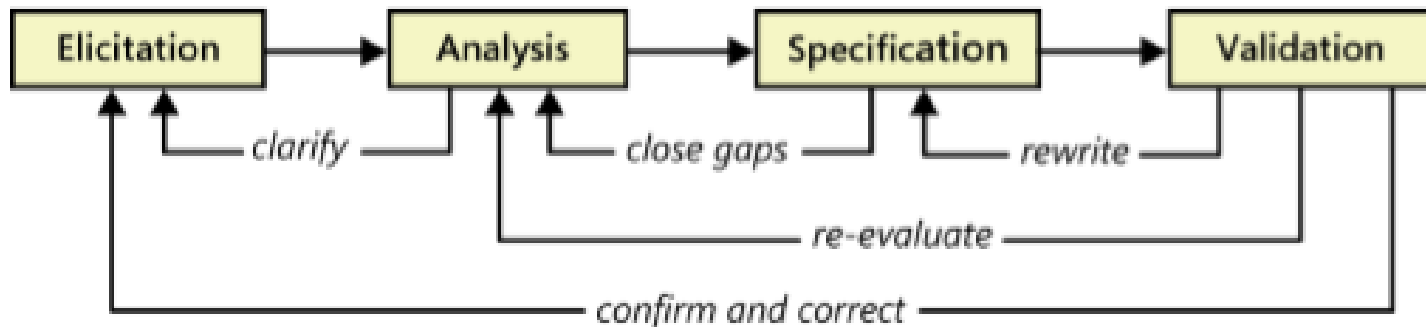 Elicitation Analysis Specification Validation
clarify close gaps rewrite
re-evaluate
confirm and correct